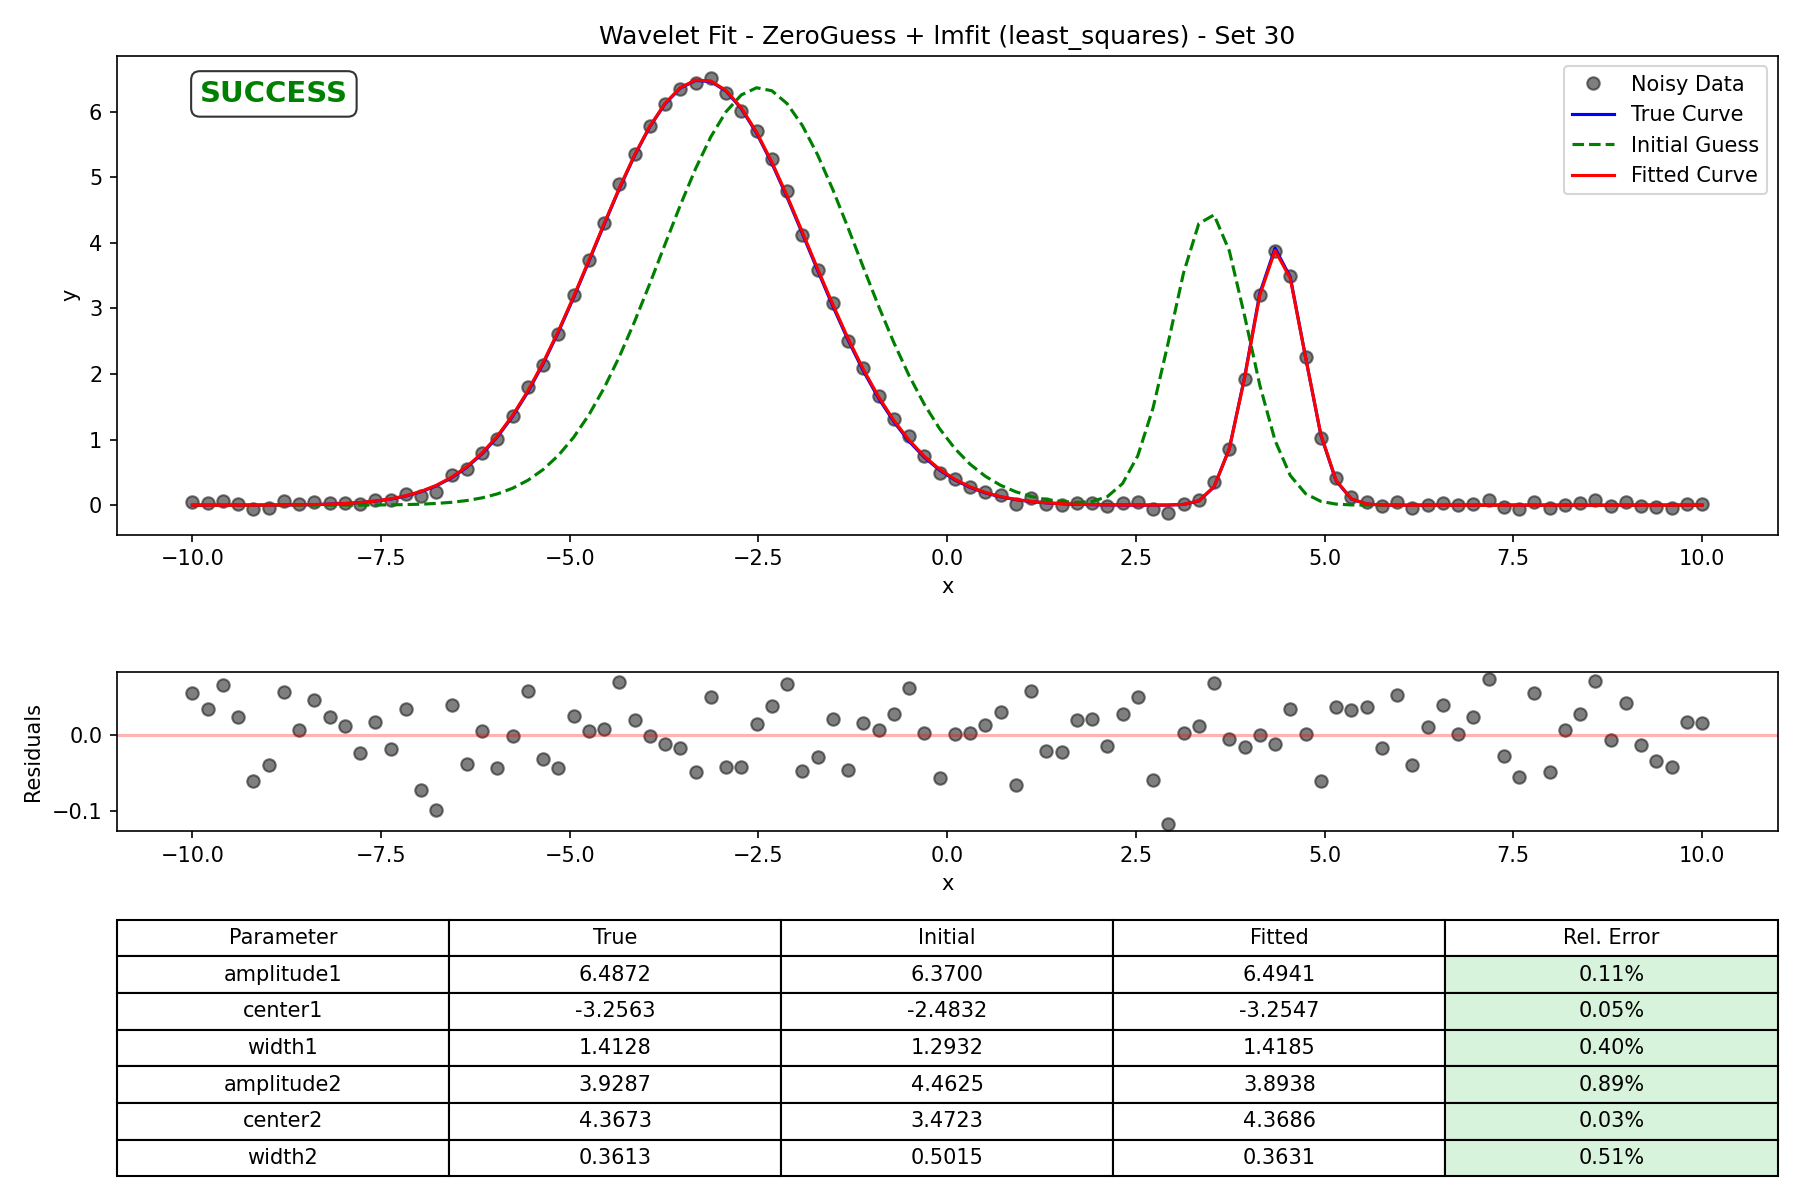 Wavelet Fit - ZeroGuess + lmfit (least_squares) - Set 30
SUCCESS
Noisy Data
True Curve
Initial Guess
Fitted Curve
y
6
5
4
3
2
1
0
−10.0 −7.5 −5.0 −2.5 0.0 2.5 5.0 7.5 10.0
x
Residuals
0.0
−0.1
−10.0 −7.5 −5.0 −2.5 0.0 2.5 5.0 7.5 10.0
x
Parameter True Initial Fitted Rel. Error
amplitude1 6.4872 6.3700 6.4941 0.11%
center1 -3.2563 -2.4832 -3.2547 0.05%
width1 1.4128 1.2932 1.4185 0.40%
amplitude2 3.9287 4.4625 3.8938 0.89%
center2 4.3673 3.4723 4.3686 0.03%
width2 0.3613 0.5015 0.3631 0.51%